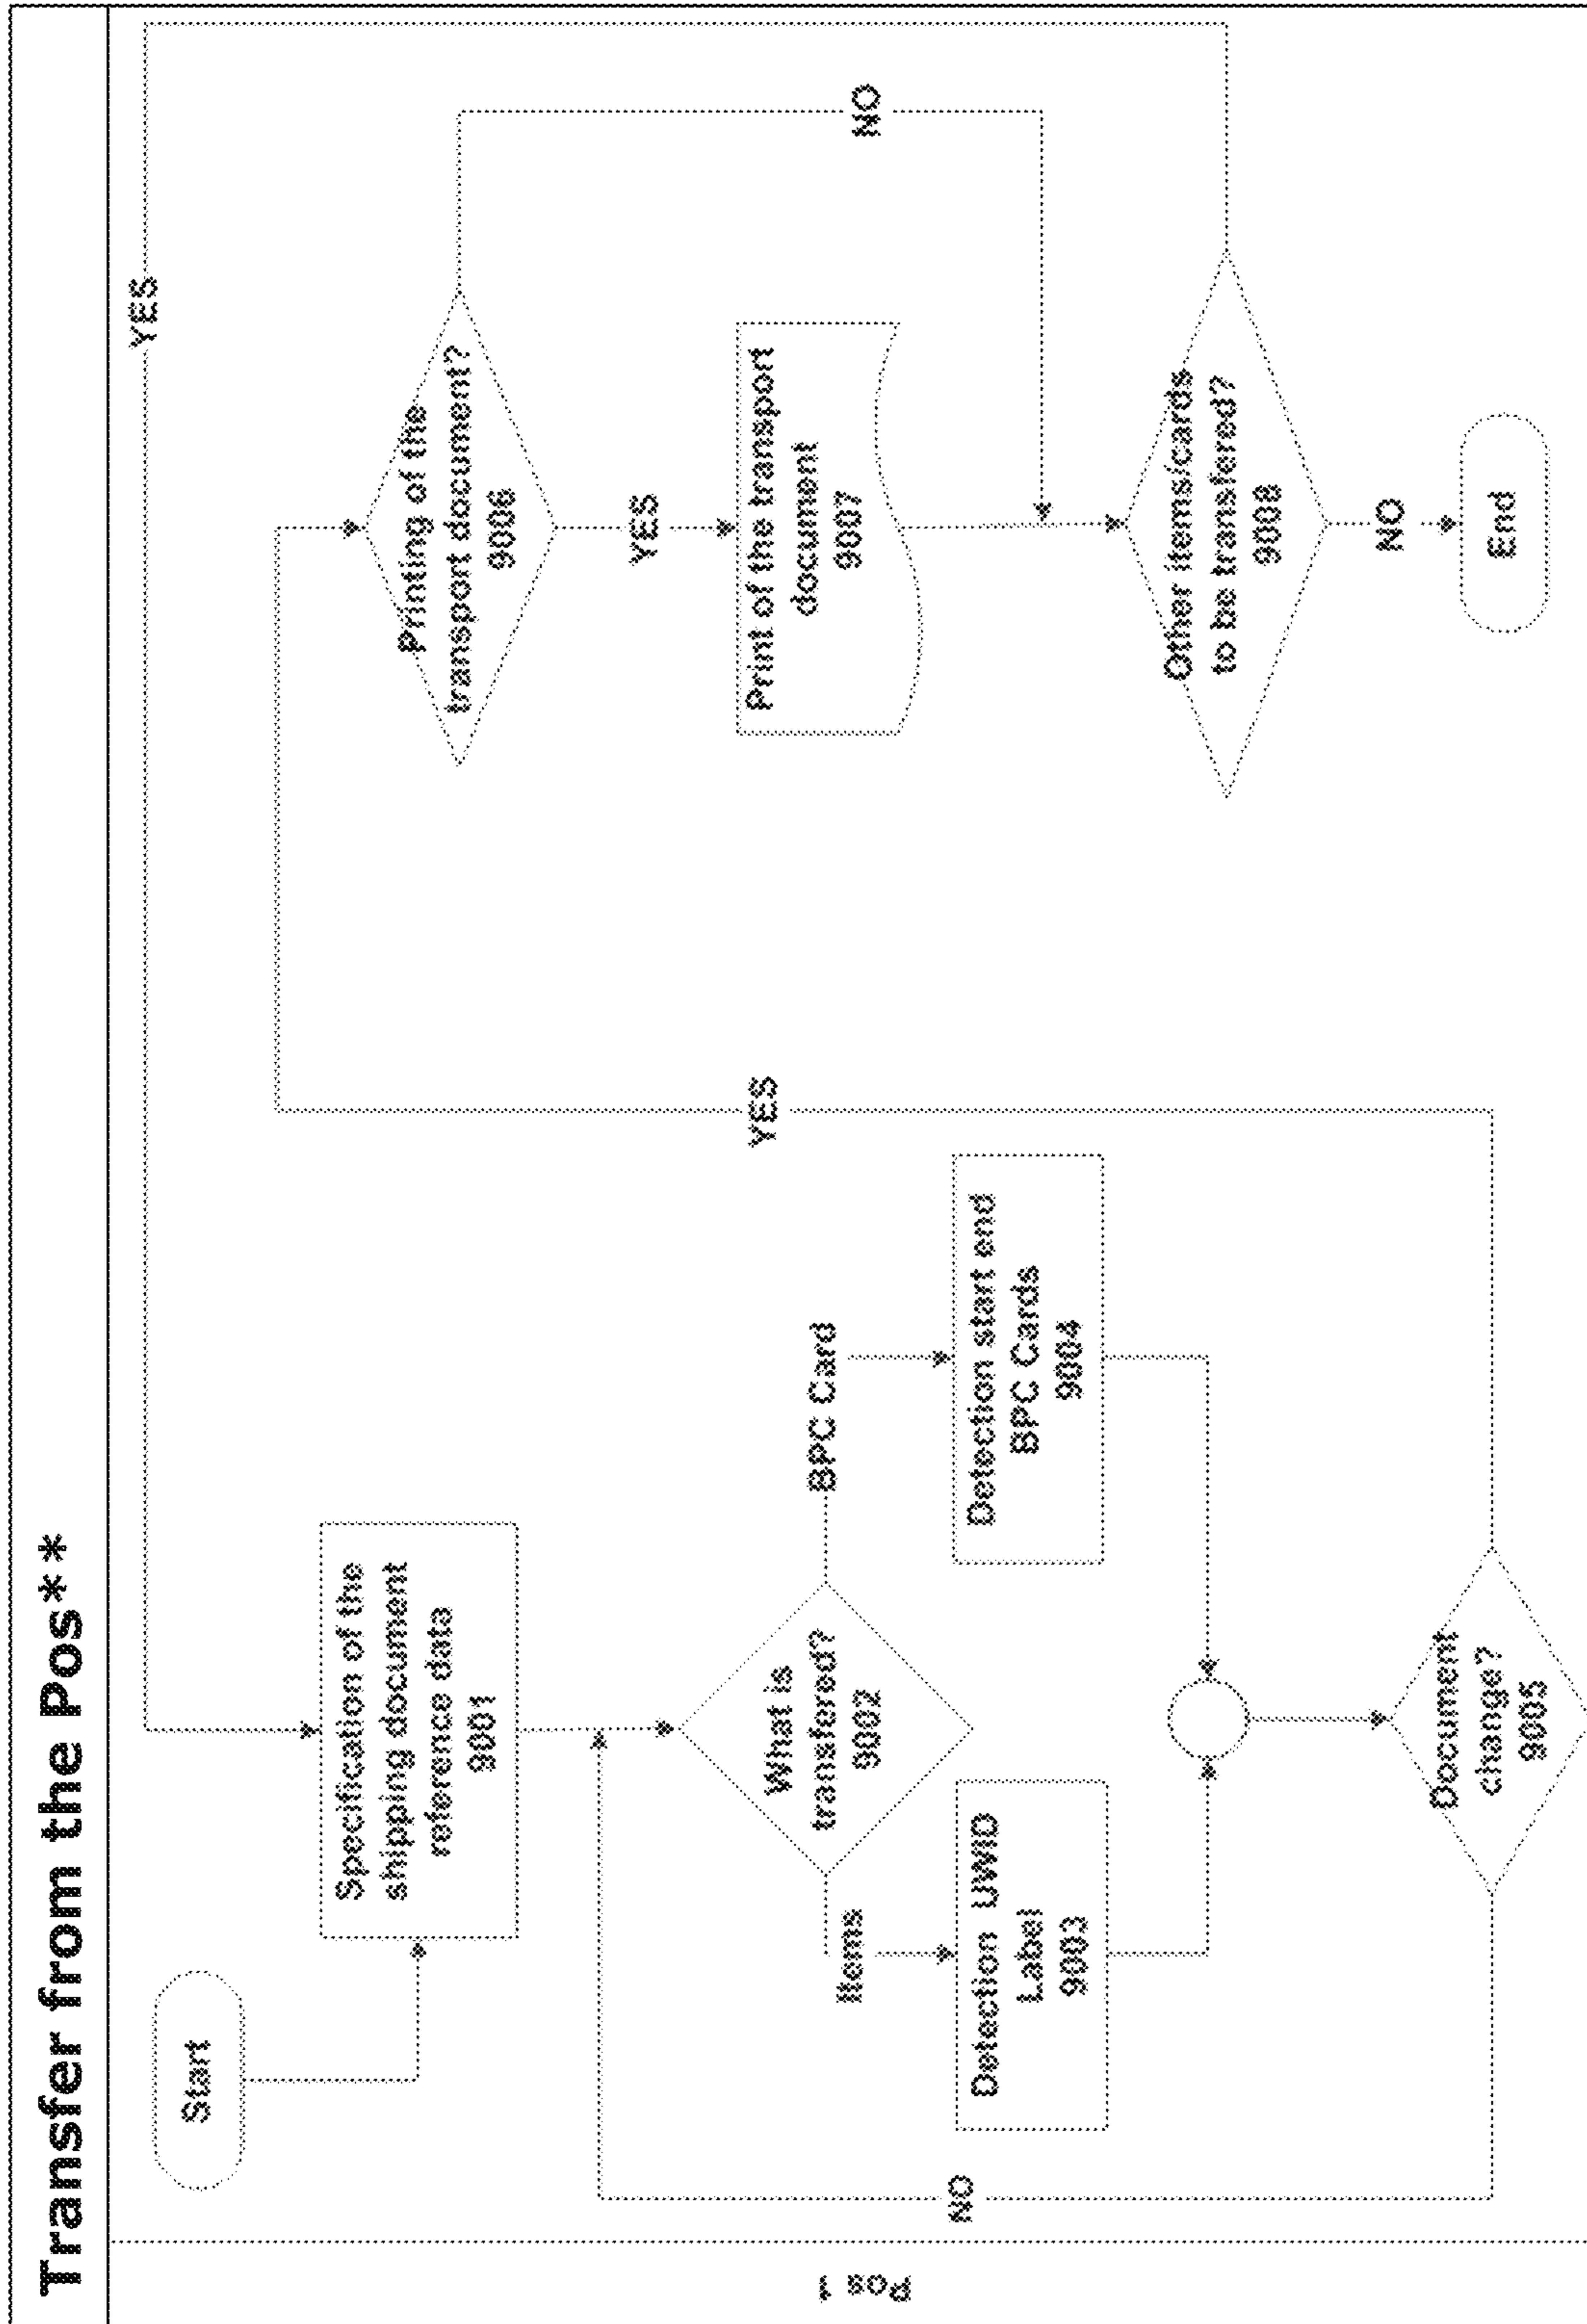 Transfer from the Pos**
Pos 1
Start
Specification of the
shipping document
reference data
9001
What is
transfered?
9002
Items
BPC Card
Detection UWID
Label
9003
Detection start end
BPC Cards
9004
Document
change?
9005
NO
YES
Printing of the
transport document?
9006
YES
NO
Print of the transport
document
9007
Other items/cards
to be transfered?
9008
YES
NO
End